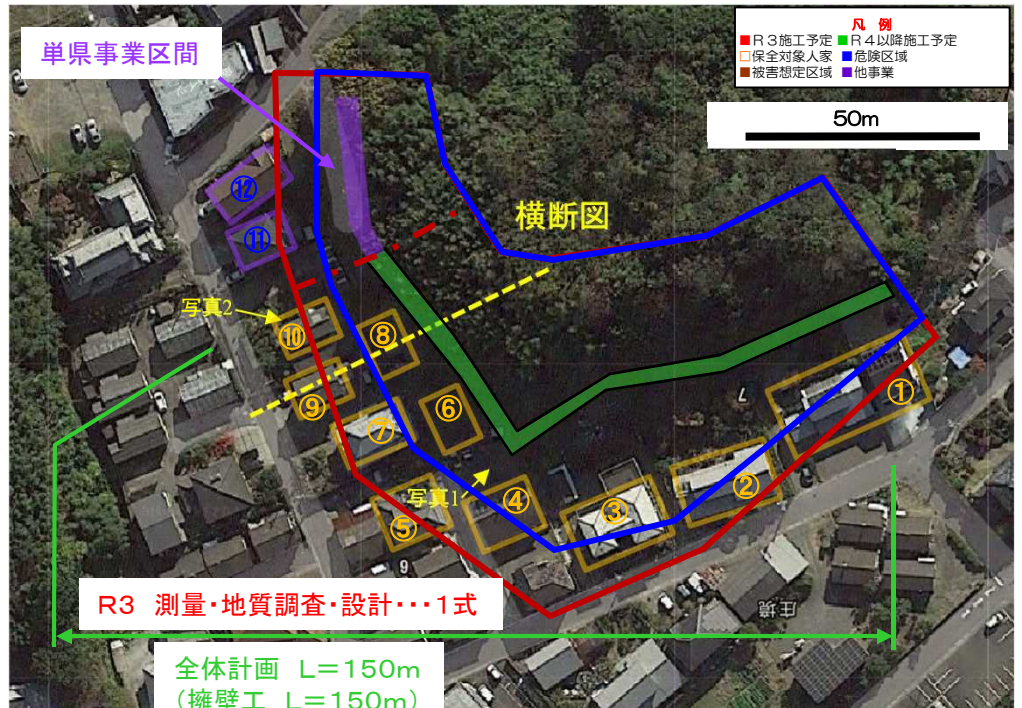 単県事業区間
凡 例
■R3施工予定 ■R4以降施工予定
□保全対象人家 ■危険区域
■被害想定区域 ■他事業
50m
横断図
⑫
⑪
写真2
⑩
⑧
⑨
⑦
⑥
①
7
②
写真1
④
③
⑤
9
庄境
R3 測量・地質調査・設計・・・1式
全体計画 L=150m
(擁壁工 L=150m)